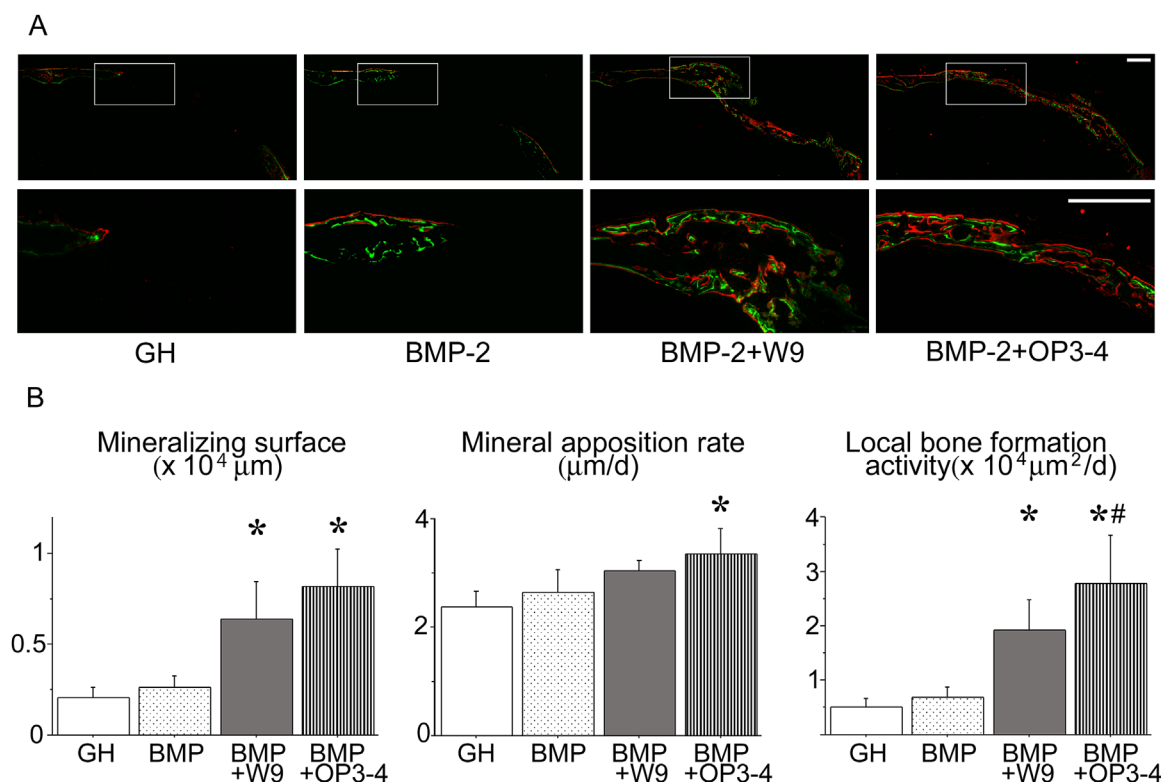 A
GH
BMP-2
BMP-2+W9
BMP-2+OP3-4
B
Mineralizing surface
(x 10⁴ μm)
1
0.5
0
GH
BMP
BMP
+W9
BMP
+OP3-4
*
*
Mineral apposition rate
(μm/d)
4
2
0
GH
BMP
BMP
+W9
BMP
+OP3-4
*
Local bone formation
activity(x 10⁴μm²/d)
4
3
2
1
GH
BMP
BMP
+W9
BMP
+OP3-4
*
*#